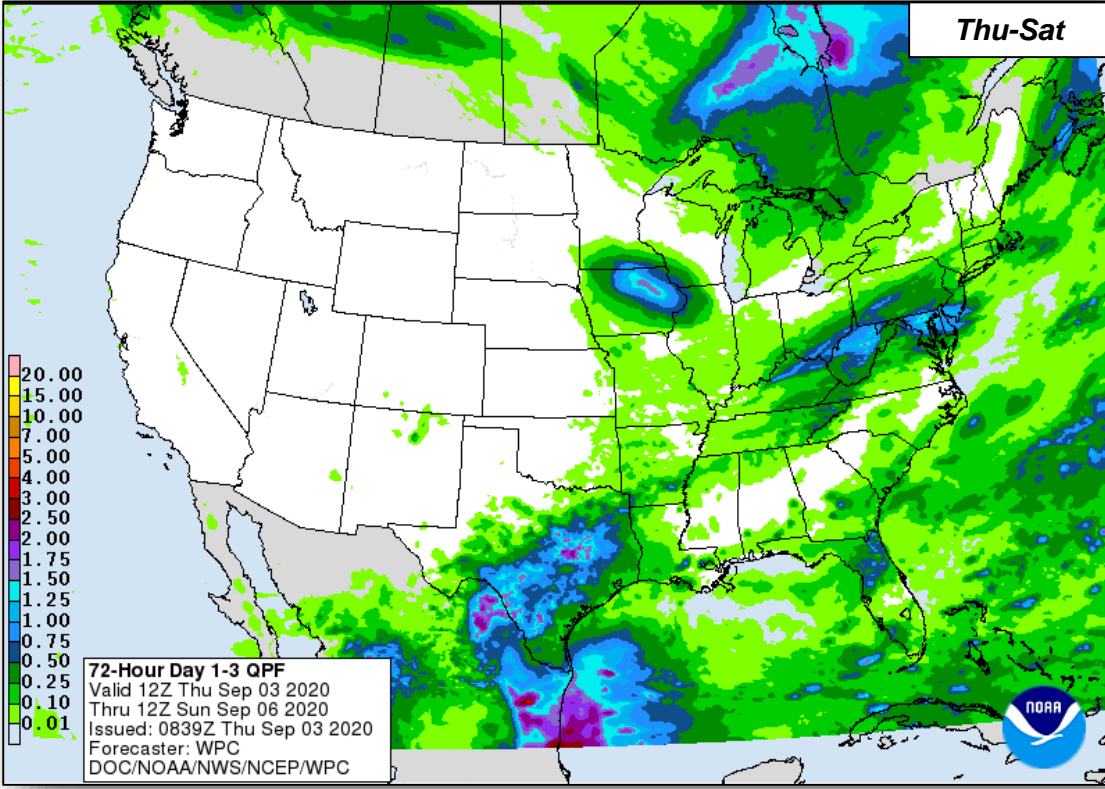 Thu-Sat
20.00
15.00
10.00
7.00
5.00
4.00
3.00
2.50
2.00
1.75
1.50
1.25
1.00
0.75
0.50
0.25
0.10
0.01
72-Hour Day 1-3 QPF
Valid 12Z Thu Sep 03 2020
Thru 12Z Sun Sep 06 2020
Issued: 0839Z Thu Sep 03 2020
Forecaster: WPC
DOC/NOAA/NWS/NCEP/WPC
NOAA